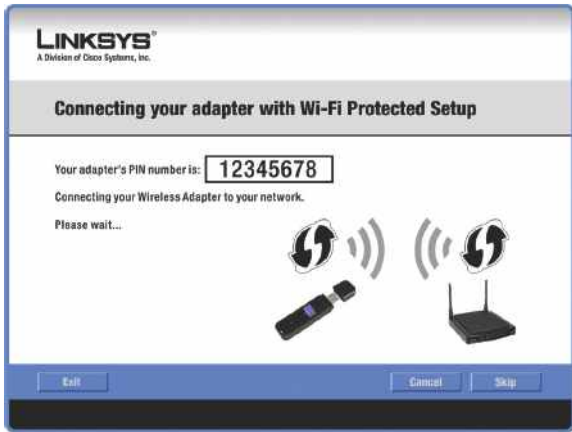 LINKSYS®
A Division of Cisco Systems, Inc.
Connecting your adapter with Wi-Fi Protected Setup
Your adapter's PIN number is: 12345678
Connecting your Wireless Adapter to your network.
Please wait...
Exit Cancel Skip